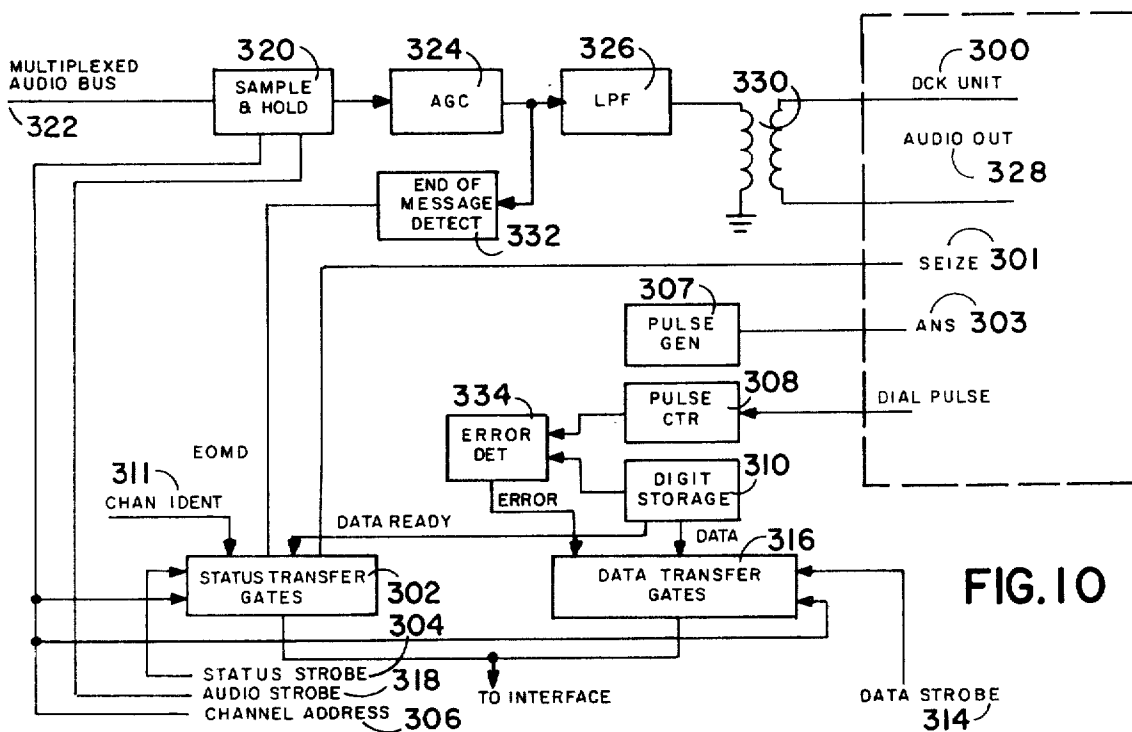 MULTIPLEXED
AUDIO BUS
322
320
SAMPLE
& HOLD
324
AGC
326
LPF
330
300
DCK UNIT
AUDIO OUT
328
END OF
MESSAGE
DETECT
332
SEIZE 301
307
PULSE
GEN
ANS 303
308
PULSE
CTR
DIAL PULSE
334
ERROR
DET
310
DIGIT
STORAGE
EOMD
311
CHAN IDENT
ERROR
DATA READY
DATA
316
STATUS TRANSFER
GATES
302
DATA TRANSFER
GATES
FIG.10
304
STATUS STROBE
AUDIO STROBE 318
CHANNEL ADDRESS 306
TO INTERFACE
DATA STROBE
314